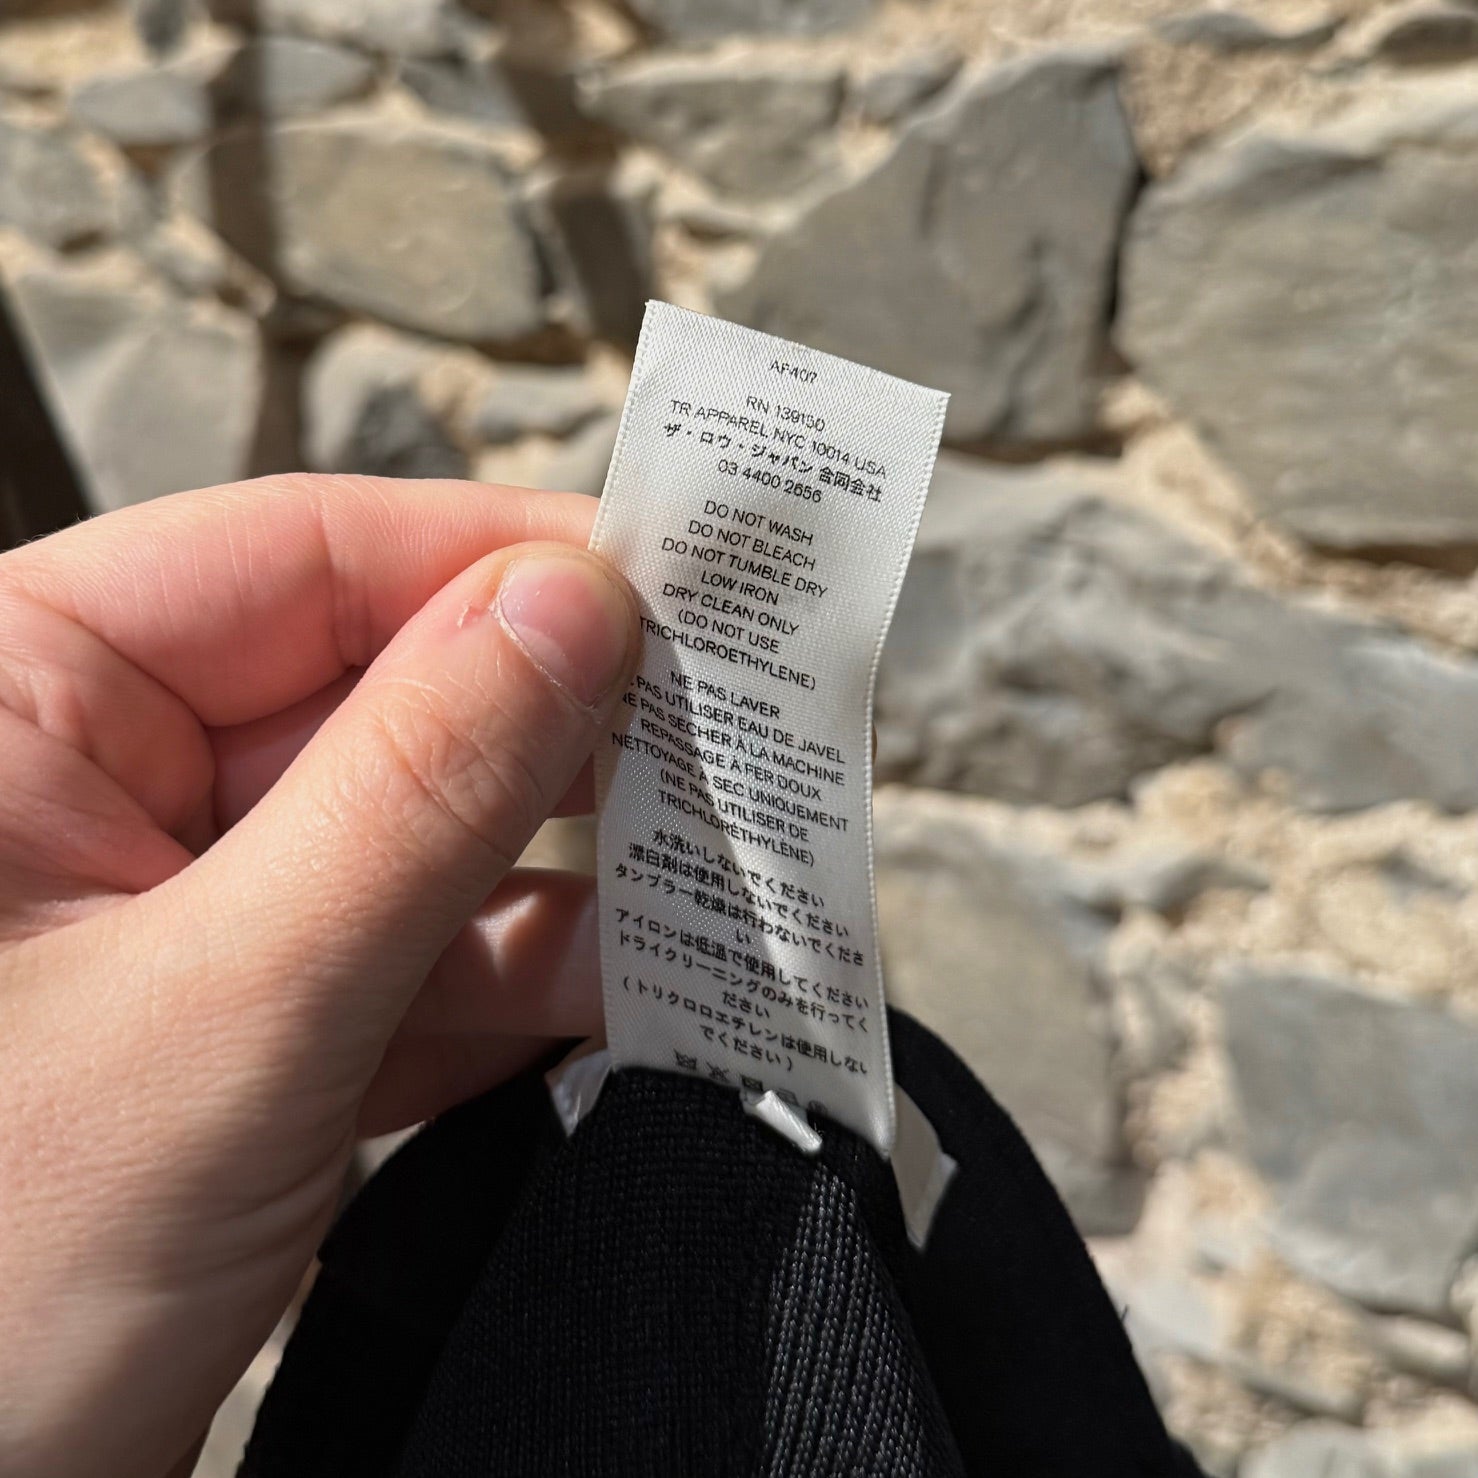 AF407
RN 139150
TR APPAREL NYC 10014 USA
ザ・ロウ・ジャパン 合同会社
03 4400 2656
DO NOT WASH
DO NOT BLEACH
DO NOT TUMBLE DRY
LOW IRON
DRY CLEAN ONLY
(DO NOT USE
TRICHLOROETHYLENE)
NE PAS LAVER
PAS UTILISER EAU DE JAVEL
NE PAS SECHER À LA MACHINE
REPASSAGE A FER DOUX
NETTOYAGE A SEC UNIQUEMENT
(NE PAS UTILISER DE
TRICHLORÉTHYLÈNE)
水洗いしないでください
漂白剤は使用しないでください
タンブラー乾燥は行わないでくださ
い
アイロンは低温で使用してください
ドライクリーニングのみを行ってく
ださい
(トリクロロエチレンは使用しない
でください)